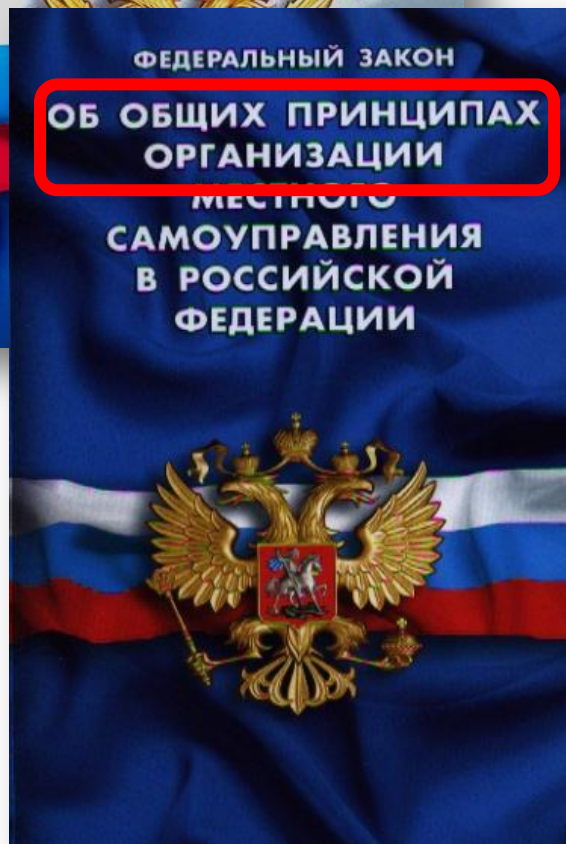 ФЕДЕРАЛЬНЫЙ ЗАКОН
ОБ ОБЩИХ ПРИНЦИПАХ
ОРГАНИЗАЦИИ
МЕСТНОГО
САМОУПРАВЛЕНИЯ
В РОССИЙСКОЙ
ФЕДЕРАЦИИ